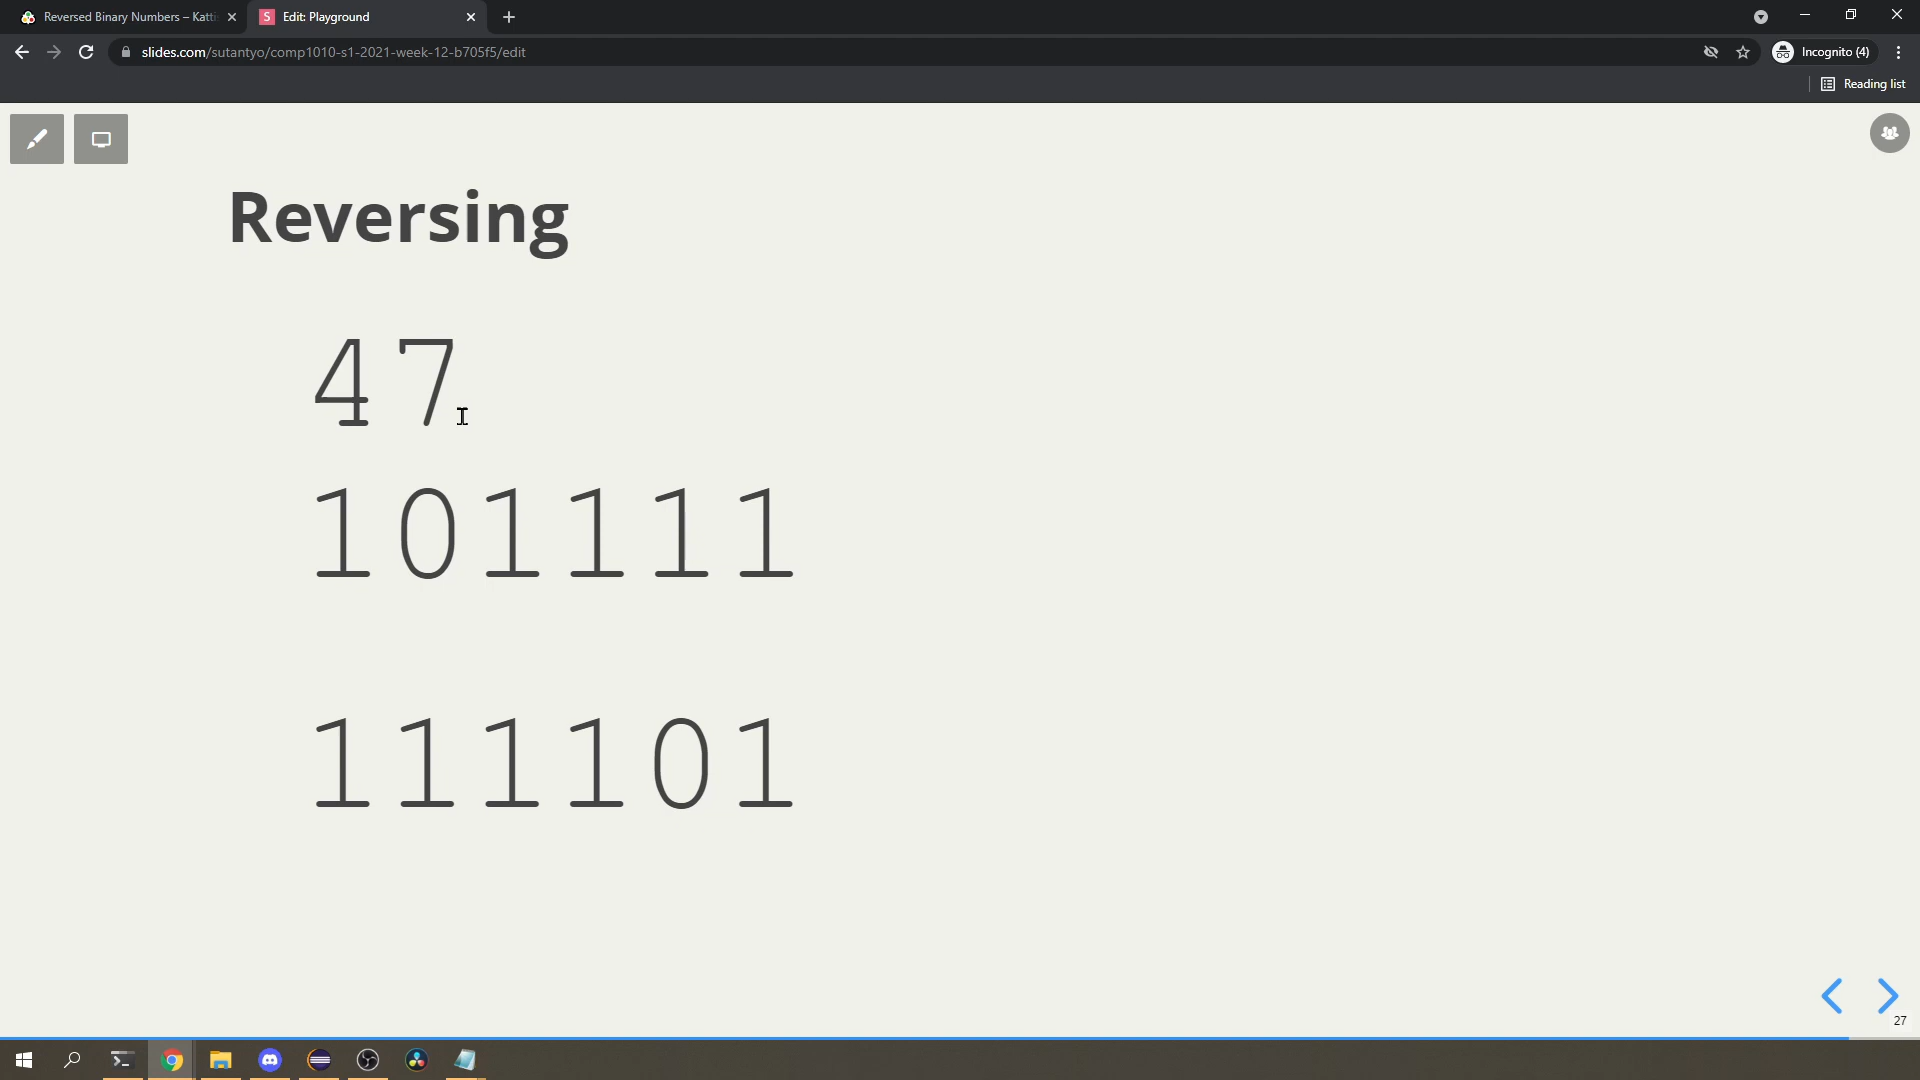 Reversed Binary Numbers – Katti
S Edit: Playground
slides.com/sutantyo/comp1010-s1-2021-week-12-b705f5/edit
Incognito (4)
Reading list
Reversing
47
101111
111101
27